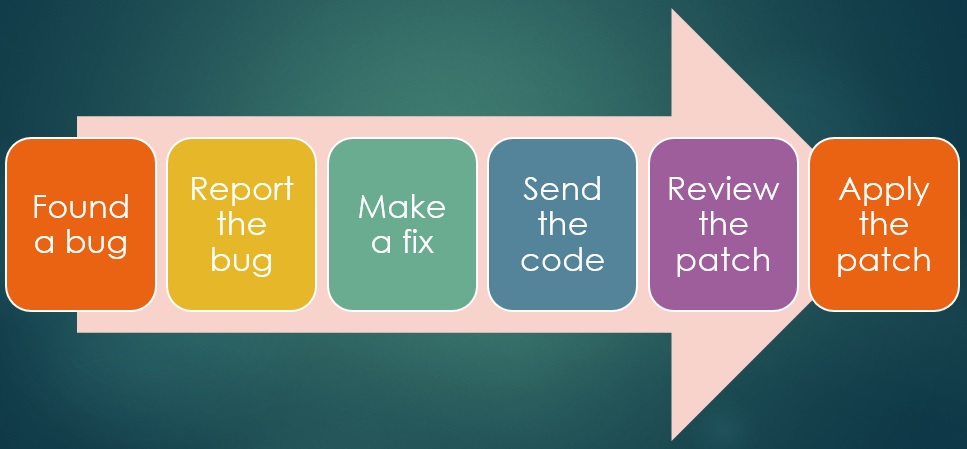 Found
a bug
Report
the
bug
Make
a fix
Send
the
code
Review
the
patch
Apply
the
patch